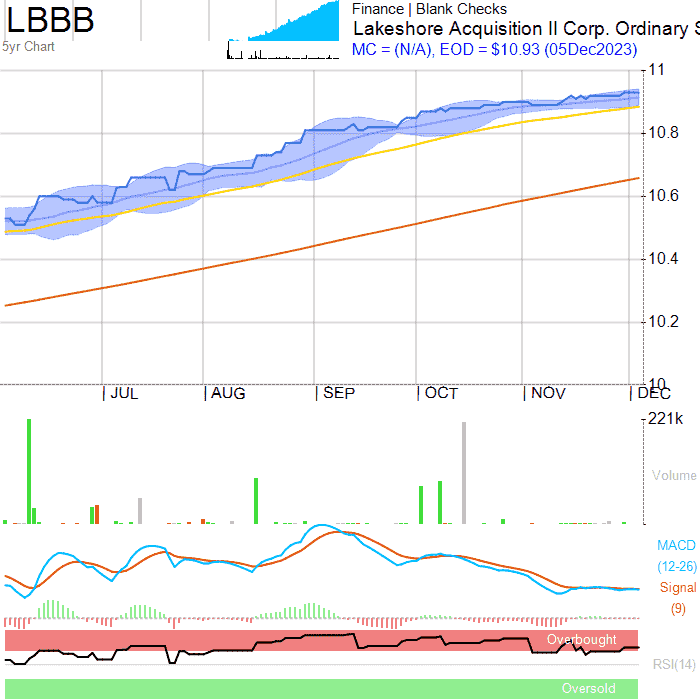 LBBB
5yr Chart
Finance | Blank Checks
Lakeshore Acquisition II Corp. Ordinary S
MC = (N/A), EOD = $10.93 (05Dec2023)
11
10.8
10.6
10.4
10.2
10
| JUL | AUG | SEP | OCT | NOV | DEC
221k
Volume
MACD
(12-26)
Signal
(9)
Overbought
RSI(14)
Oversold